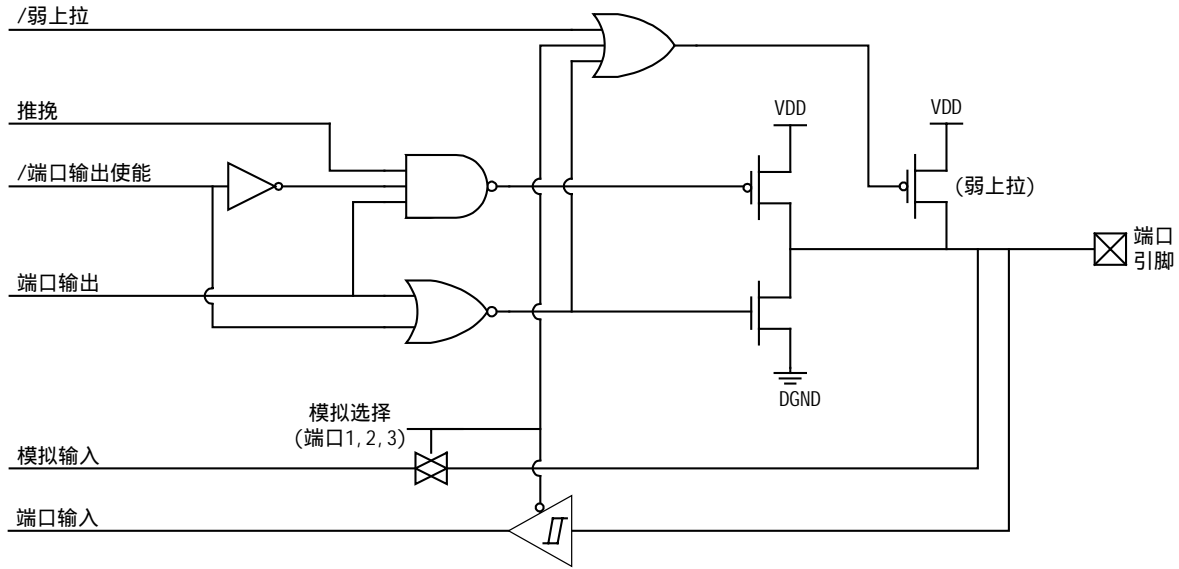 /弱上拉
推挽
/端口输出使能
端口输出
VDD
VDD
(弱上拉)
端口
引脚
DGND
模拟选择
(端口1,2,3)
模拟输入
端口输入